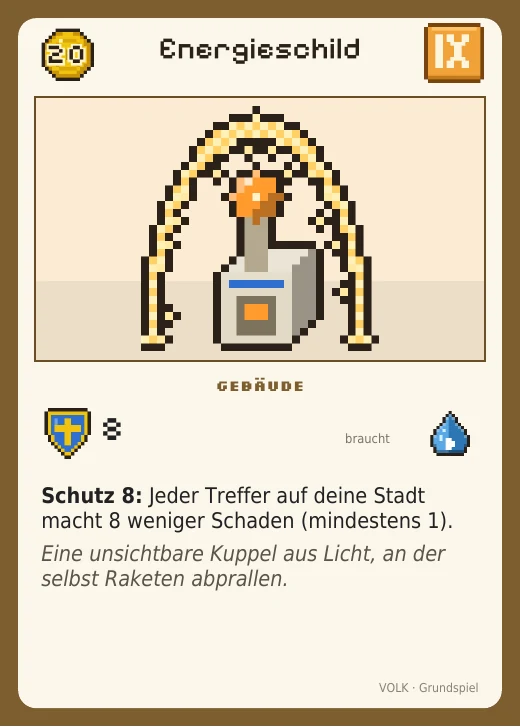 20
Energieschild
IX
GEBÄUDE
8
braucht
Schutz 8: Jeder Treffer auf deine Stadt
macht 8 weniger Schaden (mindestens 1).
Eine unsichtbare Kuppel aus Licht, an der
selbst Raketen abprallen.
VOLK · Grundspiel